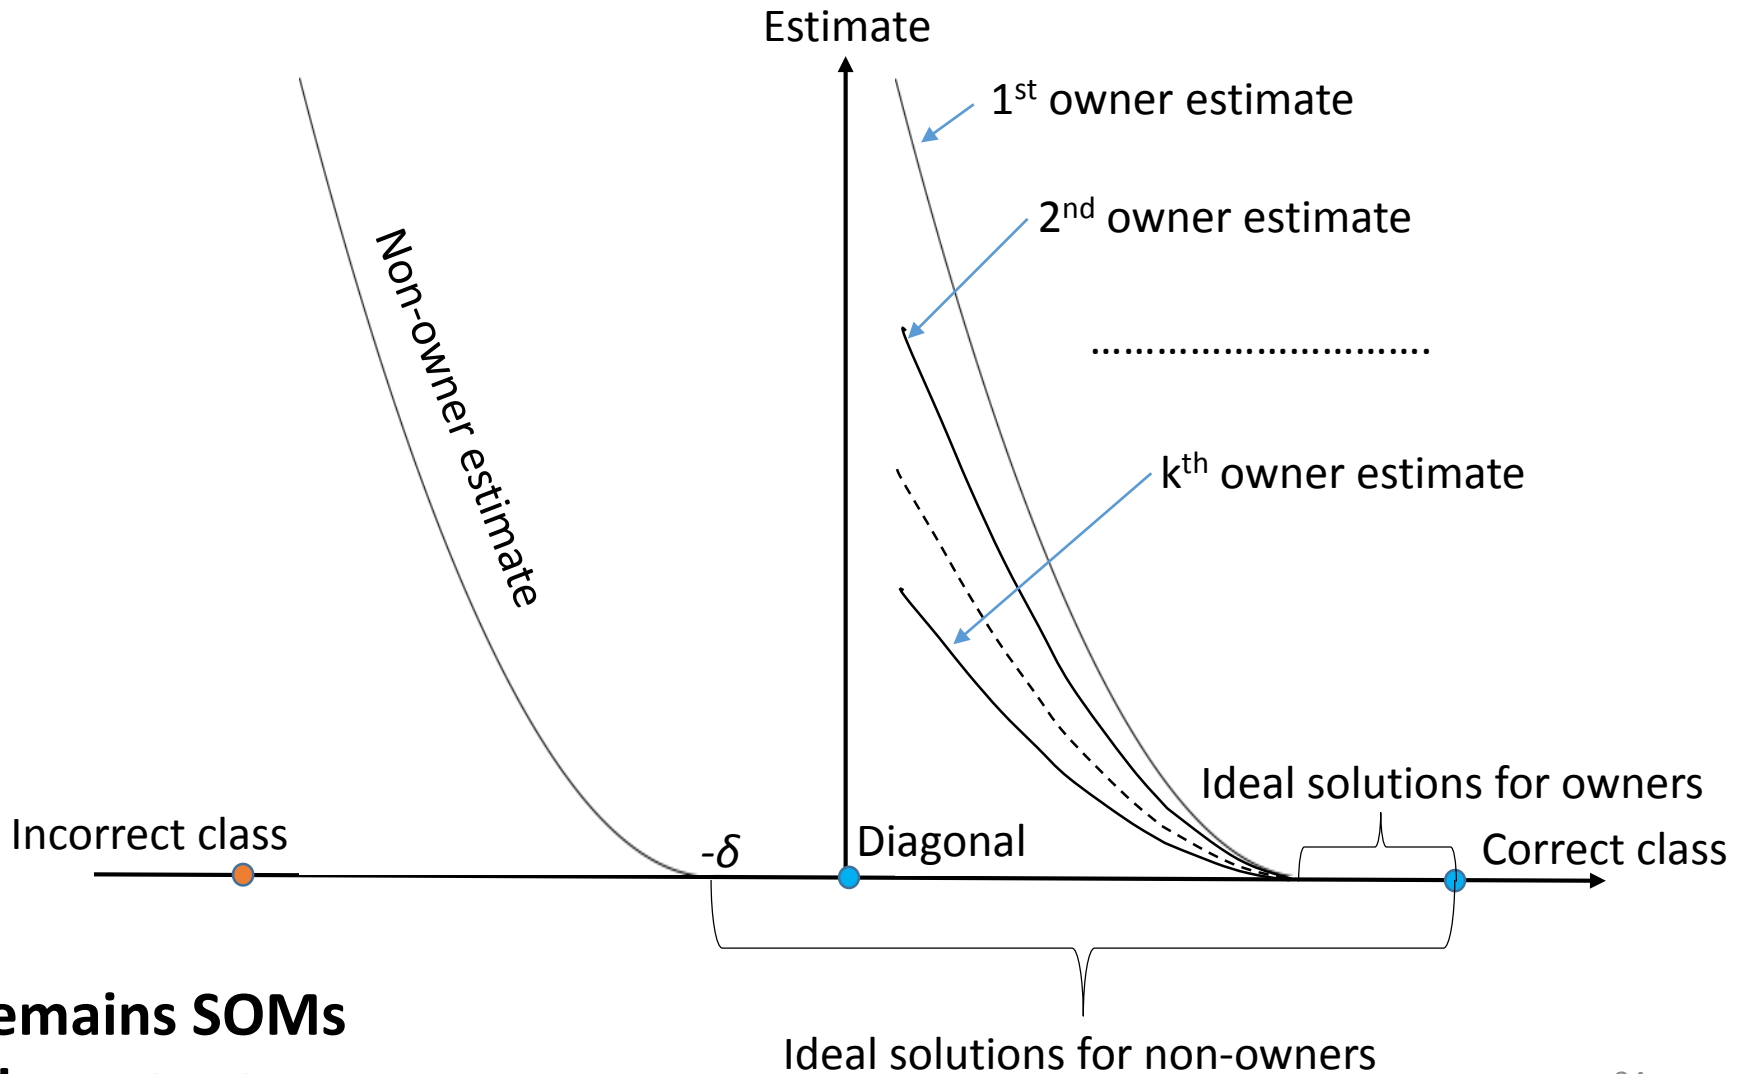 Estimate
1st owner estimate
2nd owner estimate
Non-owner estimate
................................
kth owner estimate
Ideal solutions for owners
Incorrect class
-δ
Diagonal
Correct class
SOMs
Ideal solutions for non-owners